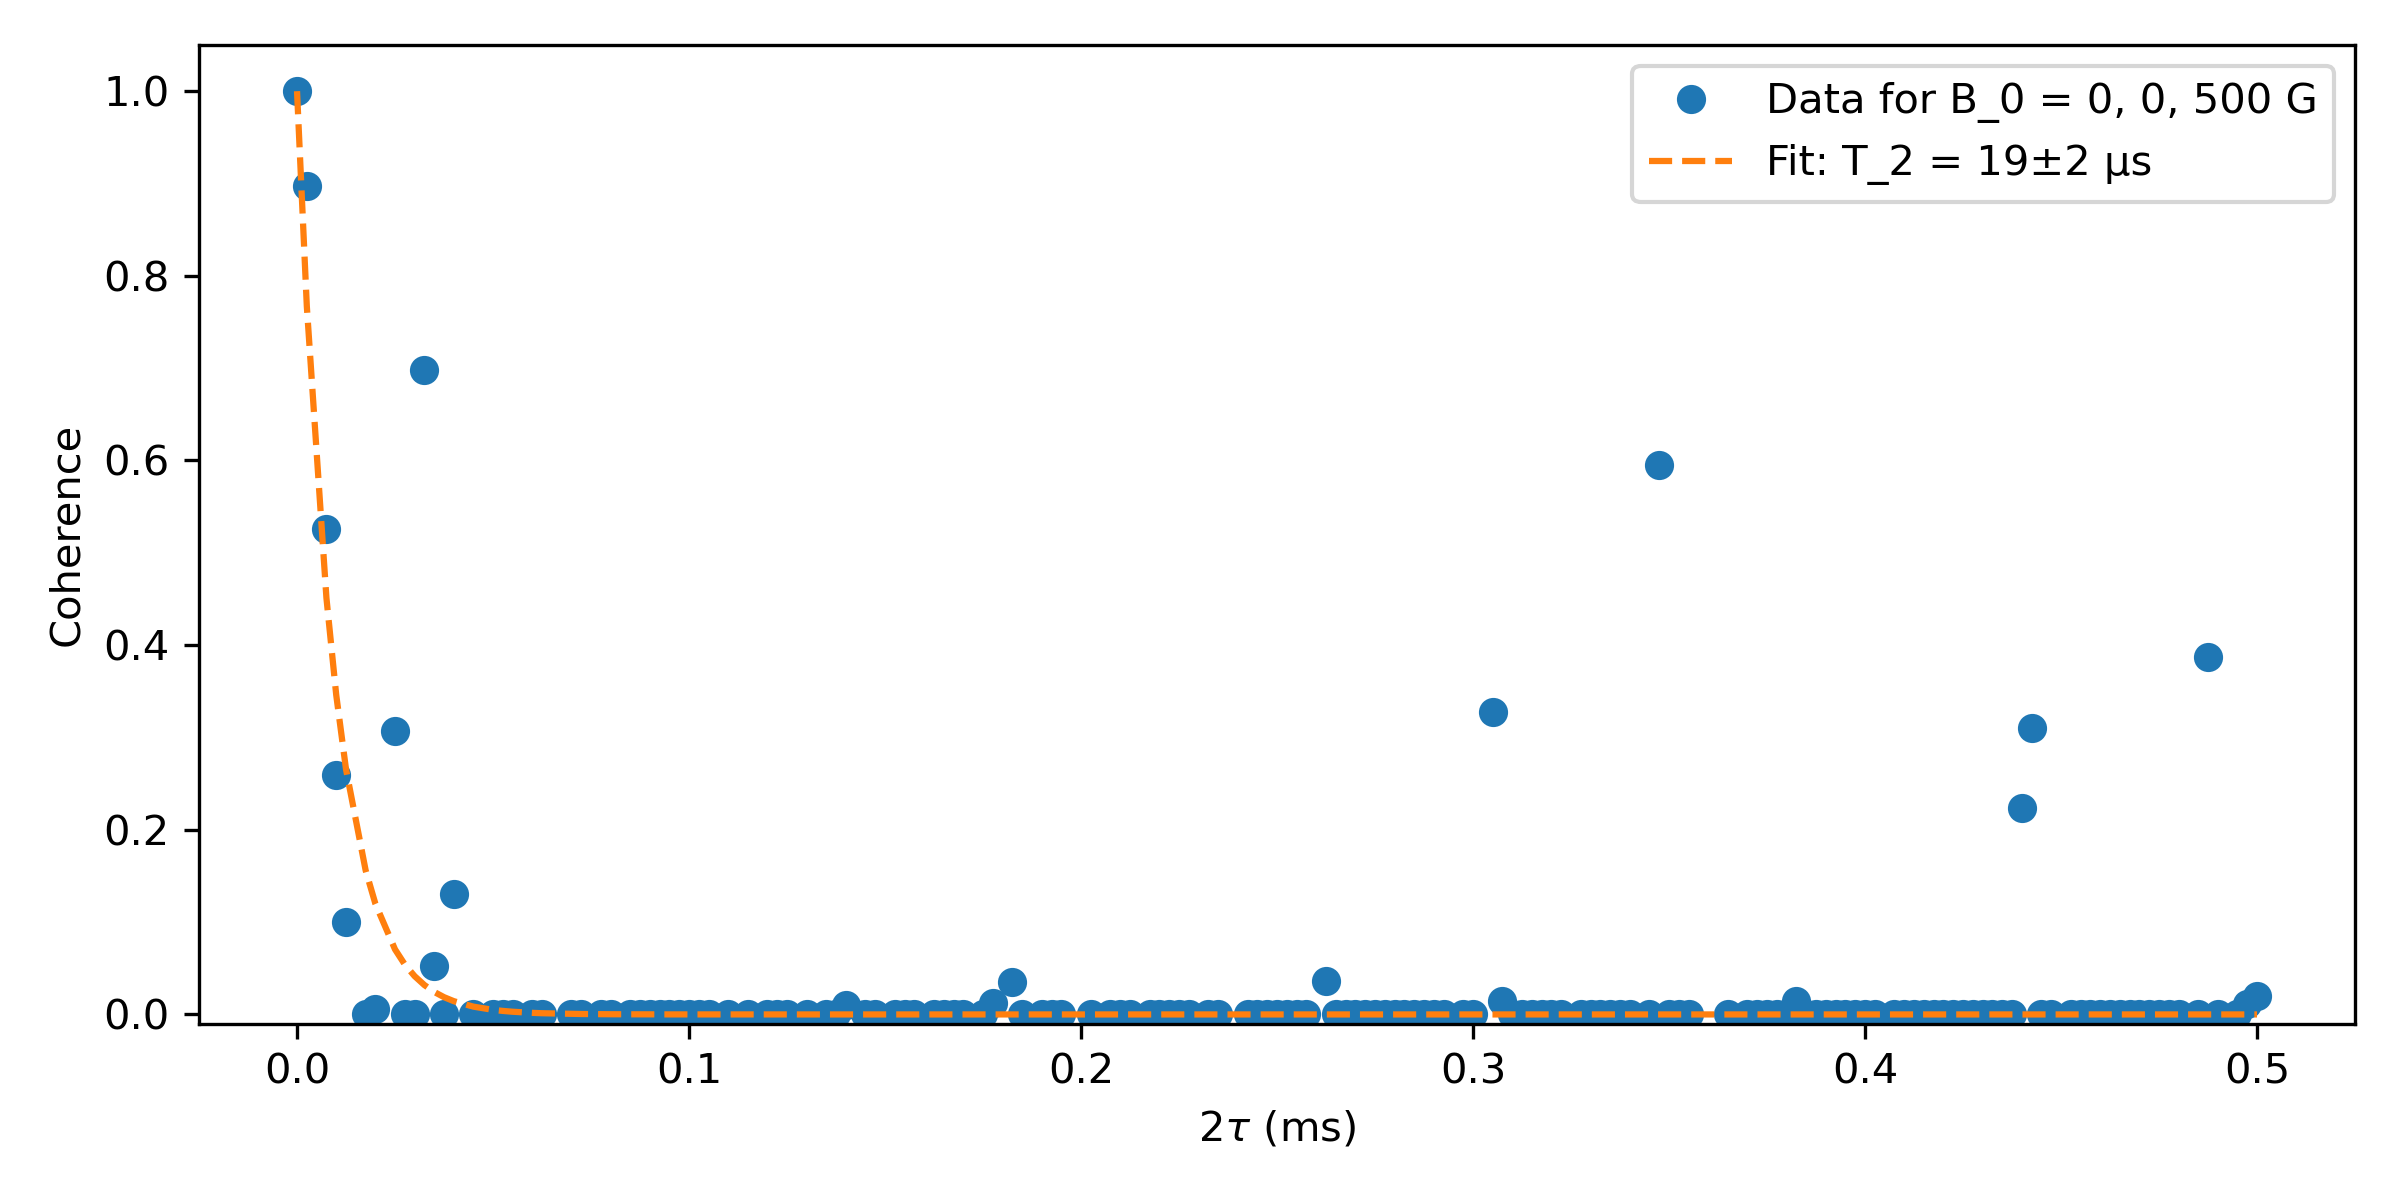 1.0
0.8
0.6
0.4
0.2
0.0
Coherence
Data for B_0 = 0, 0, 500 G
Fit: T_2 = 19±2 μs
0.0 0.1 0.2 0.3 0.4 0.5
2τ (ms)